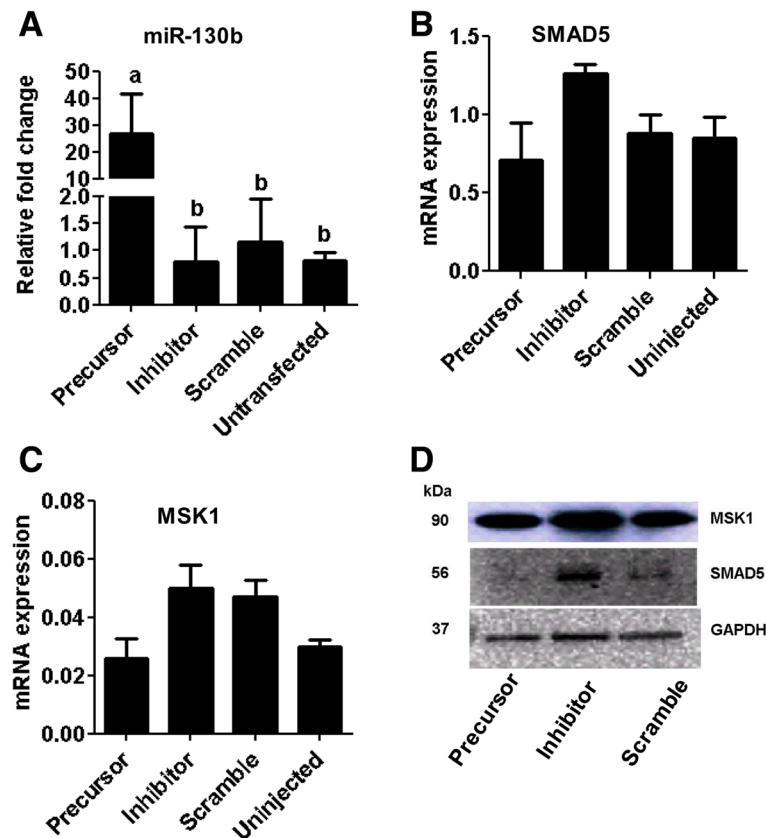 A
miR-130b
Relative fold change
50
40
30
20
10
2.0
1.5
1.0
0.5
0.0
a
b
b
b
Precursor
Inhibitor
Scramble
Untransfected
B
SMAD5
mRNA expression
1.5
1.0
0.5
0.0
Precursor
Inhibitor
Scramble
Uninjected
C
MSK1
mRNA expression
0.08
0.06
0.04
0.02
0.00
Precursor
Inhibitor
Scramble
Uninjected
D
kDa
90
MSK1
56
SMAD5
37
GAPDH
Precursor
Inhibitor
Scramble